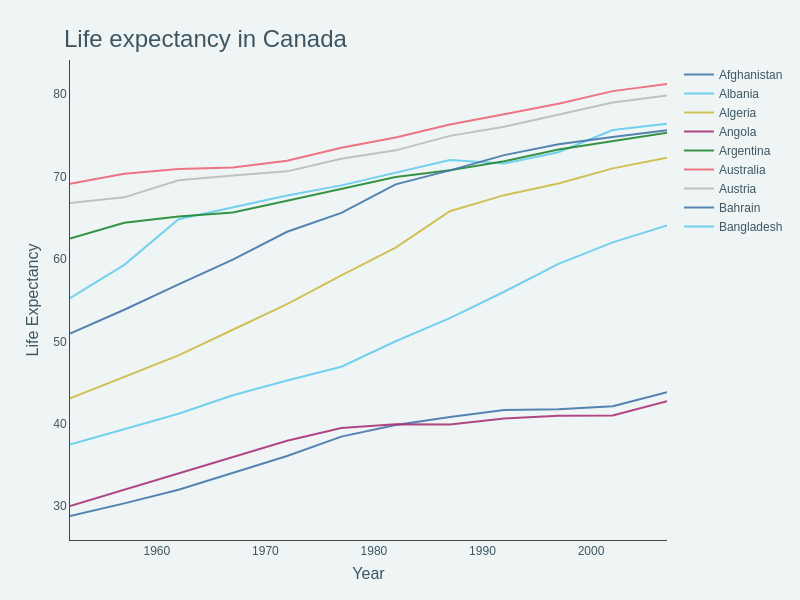 Life expectancy in Canada
Life Expectancy
80
70
60
50
40
30
1960
1970
1980
1990
2000
Year
Afghanistan
Albania
Algeria
Angola
Argentina
Australia
Austria
Bahrain
Bangladesh